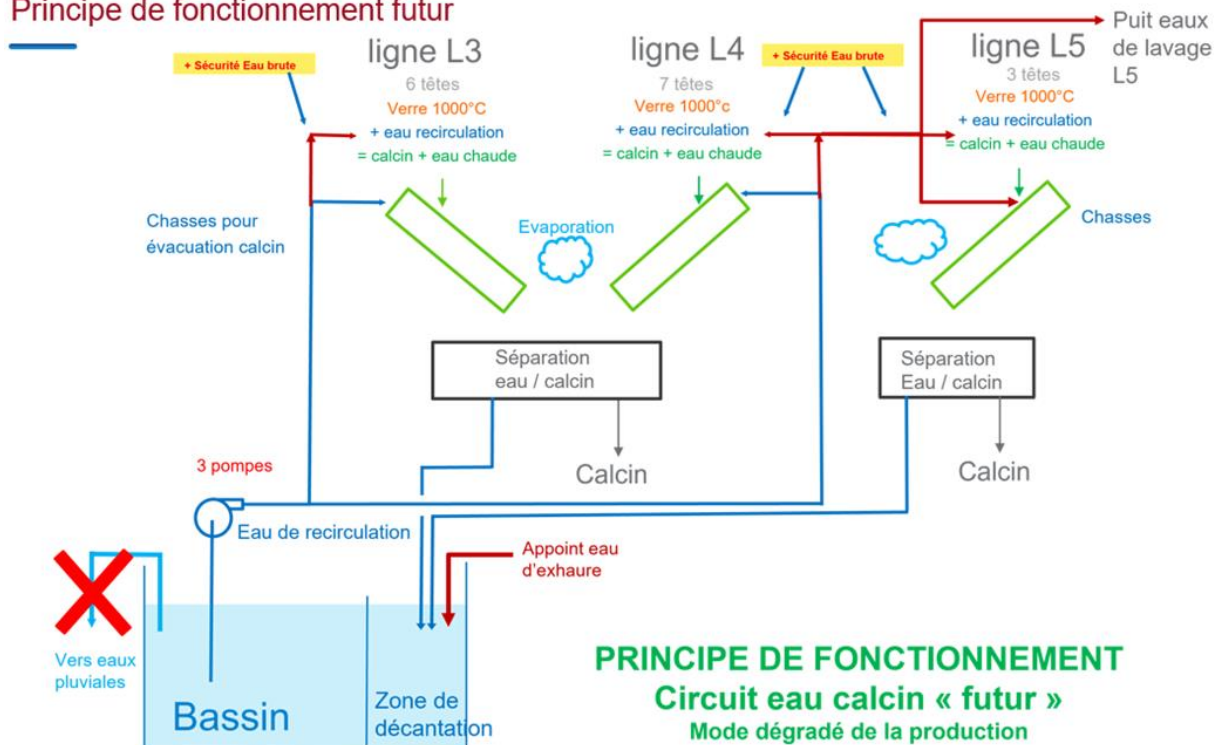 Principe de fonctionnement futur
+ Sécurité Eau brute
ligne L3
6 têtes
Verre 1000°C
+ eau recirculation
= calcin + eau chaude
ligne L4
7 têtes
Verre 1000°c
+ eau recirculation
= calcin + eau chaude
+ Sécurité Eau brute
ligne L5
3 têtes
Verre 1000°C
+ eau recirculation
= calcin + eau chaude
Puit eaux
de lavage
L5
Chasses pour
évacuation calcin
Evaporation
Chasses
Séparation
eau / calcin
Séparation
Eau / calcin
Calcin
Calcin
3 pompes
Eau de recirculation
Appoint eau
d'exhaure
Vers eaux
pluviales
Bassin
Zone de
décantation
PRINCIPE DE FONCTIONNEMENT
Circuit eau calcin « futur »
Mode dégradé de la production